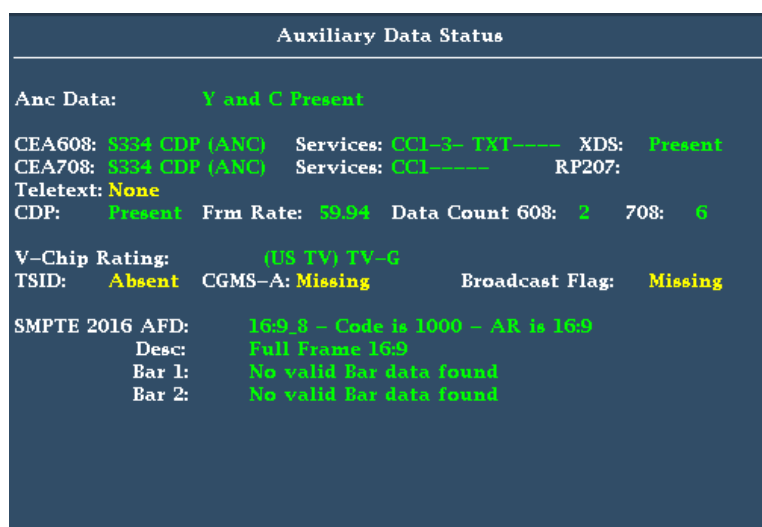 Auxiliary Data Status
Anc Data: Y and C Present
CEA608: S334 CDP (ANC) Services: CC1-3- TXT---- XDS: Present
CEA708: S334 CDP (ANC) Services: CC1----- RP207:
Teletext: None
CDP: Present Frm Rate: 59.94 Data Count 608: 2 708: 6
V-Chip Rating: (US TV) TV-G
TSID: Absent CGMS-A: Missing Broadcast Flag: Missing
SMPTE 2016 AFD: 16:9_8 - Code is 1000 - AR is 16:9
Desc: Full Frame 16:9
Bar 1: No valid Bar data found
Bar 2: No valid Bar data found